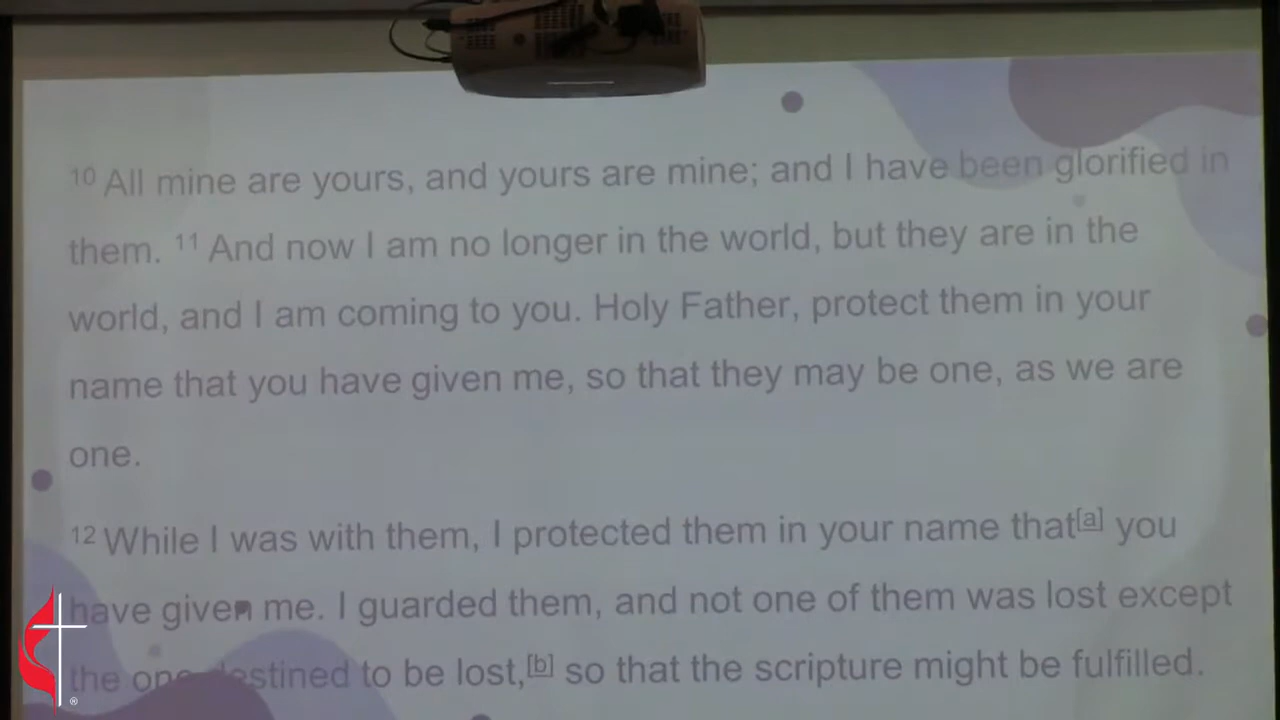 10 All mine are yours, and yours are mine; and I have been glorified in
them. 11 And now I am no longer in the world, but they are in the
world, and I am coming to you. Holy Father, protect them in your
name that you have given me, so that they may be one, as we are
one.
12 While I was with them, I protected them in your name that[a] you
have given me. I guarded them, and not one of them was lost except
the one destined to be lost,[b] so that the scripture might be fulfilled.
®